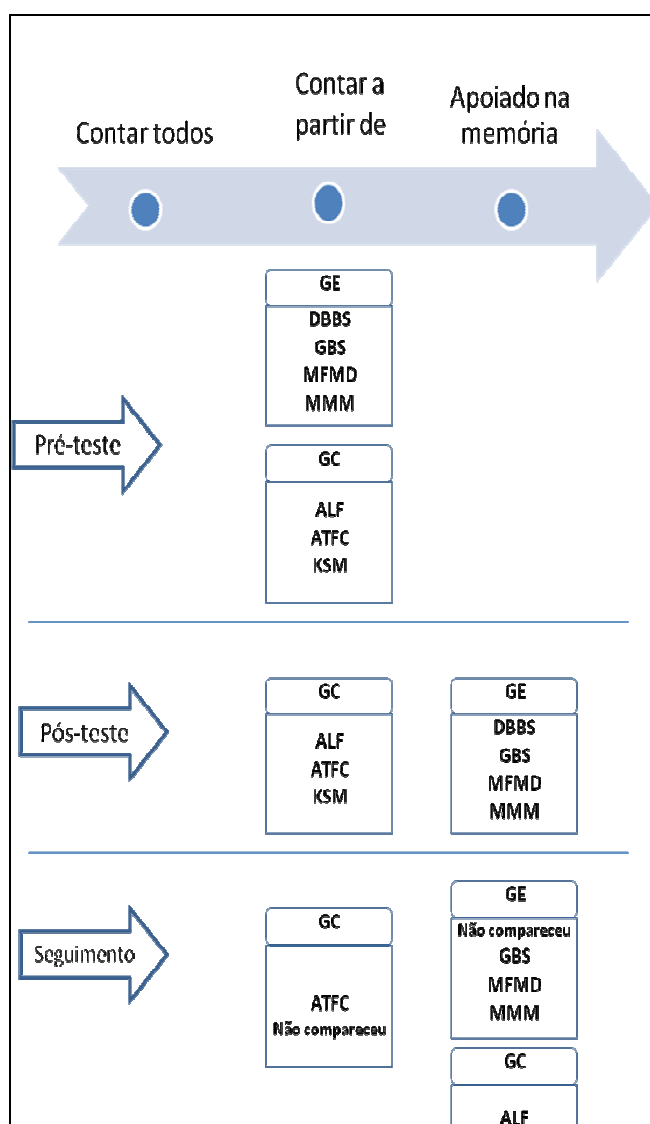 Contar todos
Contar a
partir de
Apoiado na
memória
Pré-teste
GE
DBBS
GBS
MFMD
MMM
GC
ALF
ATFC
KSM
Pós-teste
GC
ALF
ATFC
KSM
GE
DBBS
GBS
MFMD
MMM
Seguimento
GC
ATFC
Não compareceu
GE
Não compareceu
GBS
MFMD
MMM
GC
ALF